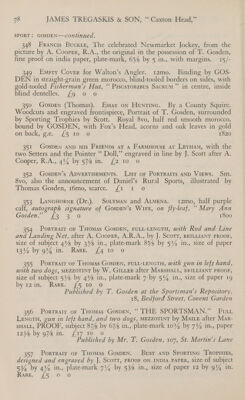 78 JAMES TREGASKIS & SON, "Caxton Head,"
SPORT: GOSDEN—continued.
348 FRANCIS BUCKLE, The celebrated Newmarket Jockey, from the
picture by A. COOPER, R.A., the original in the possession of T. Gosden,
fine proof on india paper, plate-mark, 6⅞ by 5 in., with margins. 15/-
349 EMPTY COVER for Walton's Angler. 12mo. Binding by GOS-
DEN in straight-grain green morocco, blind-tooled borders on sides, with
gold-tooled Fisherman's Hat, "PISCATORIBUS SACRUM" in centre, inside
blind dentelles. £9 0 0
350 GOSDEN (Thomas). ESSAY ON HUNTING. By a County Squire.
Woodcuts and engraved frontispiece, Portrait of T. Gosden, surrounded
by Sporting Trophies by Scott. Royal 8vo, half red smooth morocco,
bound by GOSDEN, with Fox's Head, acorns and oak leaves in gold
on back, g.e. £3 10 0 1820
351 GOSDEN AND HIS FRIENDS AT A FARMHOUSE AT LEYHAM, with the
two Setters and the Pointer "Doll," engraved in line by J. Scott after A.
Cooper, R.A., 4¼ by 5⅞ in. £2 10 0
352 GOSDEN'S ADVERTISEMENTS. LIST OF PORTRAITS AND VIEWS. Sm.
8vo, also the announcement of Daniel's Rural Sports, illustrated by
Thomas Gosden, 16mo, scarce. £1 1 0
353 LANGHORNE (Dr.). SOLYMAN AND ALMENA. 12mo, half purple
calf, autograph signature of GOSDEN'S WIFE, on fly-leaf, "Mary Ann
Gosden." £3 3 0 1800
354 PORTRAIT OF THOMAS GOSDEN, FULL-LENGTH, with Rod and Line
and Landing Net, after A. COOPER, A.R.A., by J. SCOTT, BRILLIANT PROOF,
size of subject 4⅞ by 3⅞ in., plate-mark 8⅞ by 5½ in., size of paper
13½ by 9¾ in. RARE. £4 0 0
355 PORTRAIT OF THOMAS GOSDEN, FULL-LENGTH, with gun in left hand,
with two dogs, MEZZOTINT by W. GILLER after MARSHALL, BRILLIANT PROOF,
size of subject 5⅞ by 4⅞ in., plate-mark 7 by 5¾ in., size of paper 19
by 12 in. RARE. £5 10 0
Published by T. Gosden at the Sportsman's Repository,
18, Bedford Street, Covent Garden
356 PORTRAIT OF THOMAS GOSDEN, "THE SPORTSMAN." FULL
LENGTH, gun in left hand, and two dogs, MEZZOTINT by MAILE after MAR-
SHALL, PROOF, subject 8⅞ by 6⅞ in., plate-mark 10⅞ by 7½ in., paper
12⅞ by 9⅞ in. £17 10 0
Published by Mr. T. Gosden, 107, St. Martin's Lane
357 PORTRAIT OF THOMAS GOSDEN. BUST AND SPORTING TROPHIES,
designed and engraved by J. SCOTT, PROOF ON INDIA PAPER, size of subject
5¾ by 4¾ in., plate-mark 7½ by 5⅞ in., size of paper 12 by 9¼ in.
RARE. £5 0 0